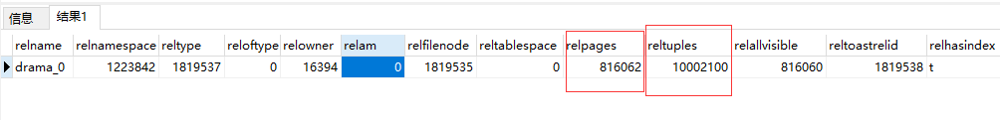 信息 结果1
relname relnamespace reltype reloftype relowner relam relfilenode reltablespace relpages reltuples relallvisible reltoastrelid relhasindex
drama_0 1223842 1819537 0 16394 0 1819535 0 816062 10002100 816060 1819538 t